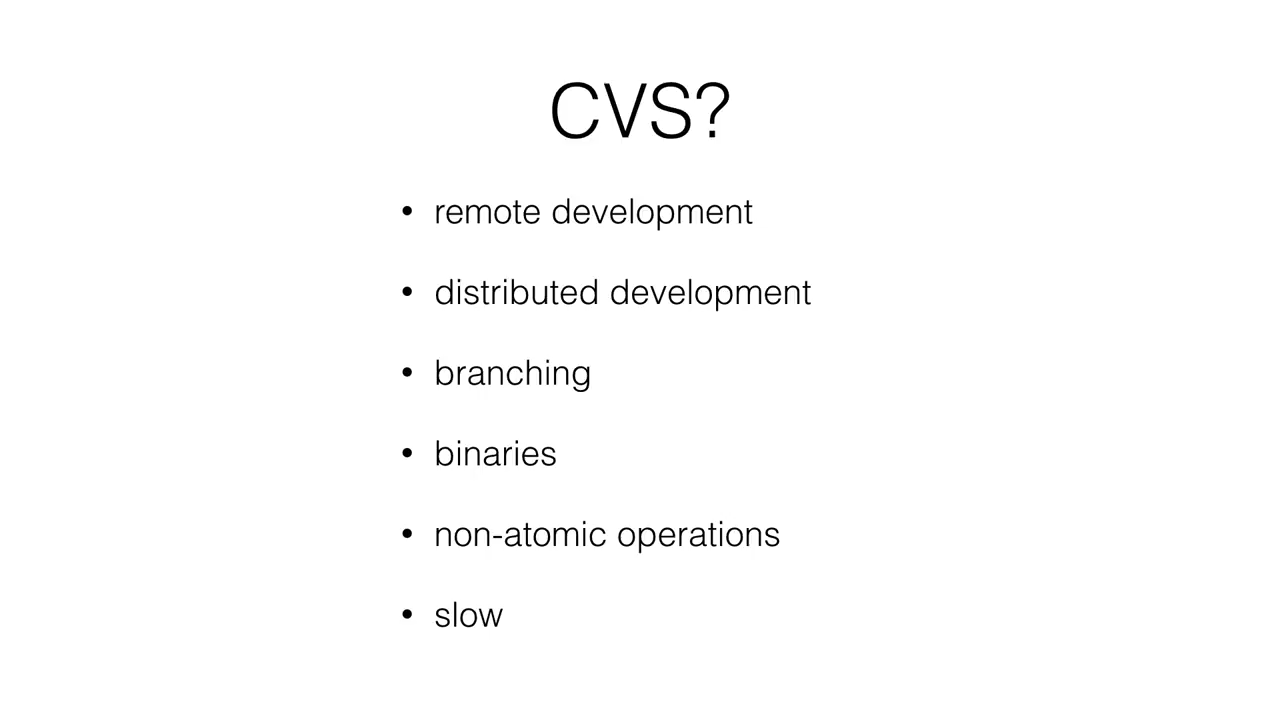 CVS?
• remote development
• distributed development
• branching
• binaries
• non-atomic operations
• slow